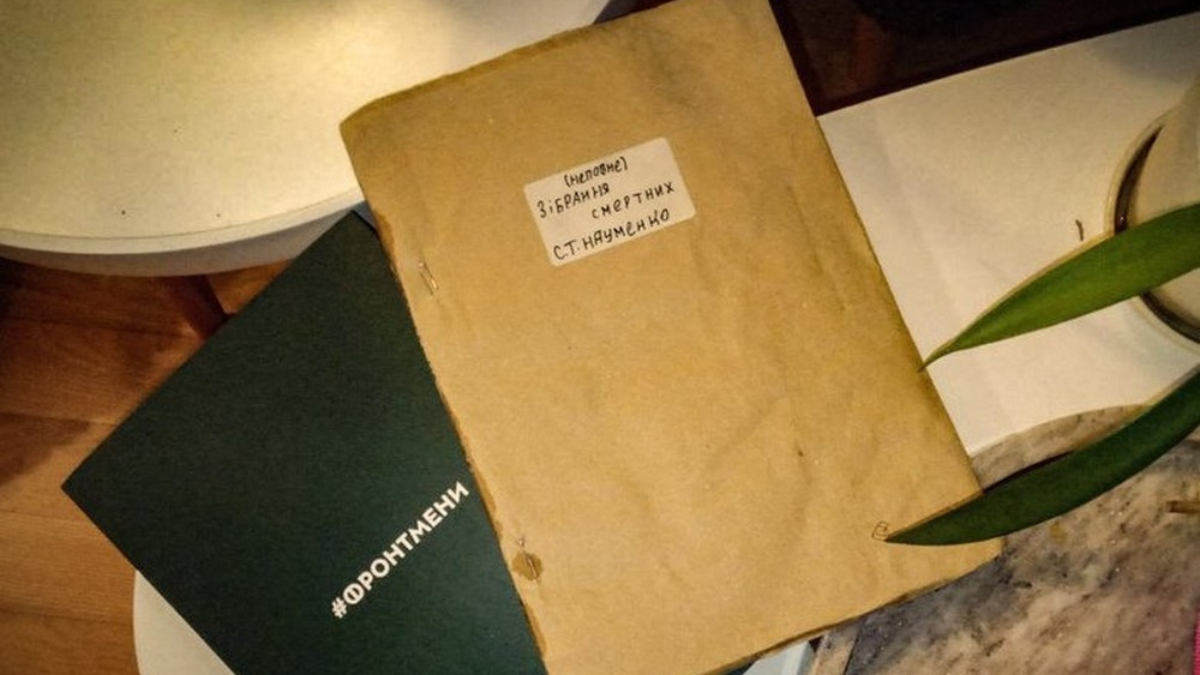 (неповне)
ЗіБРАННЯ
СМЕРТНИХ
С.Т. НАУМЕНКО
#ФРОНТМЕНИ